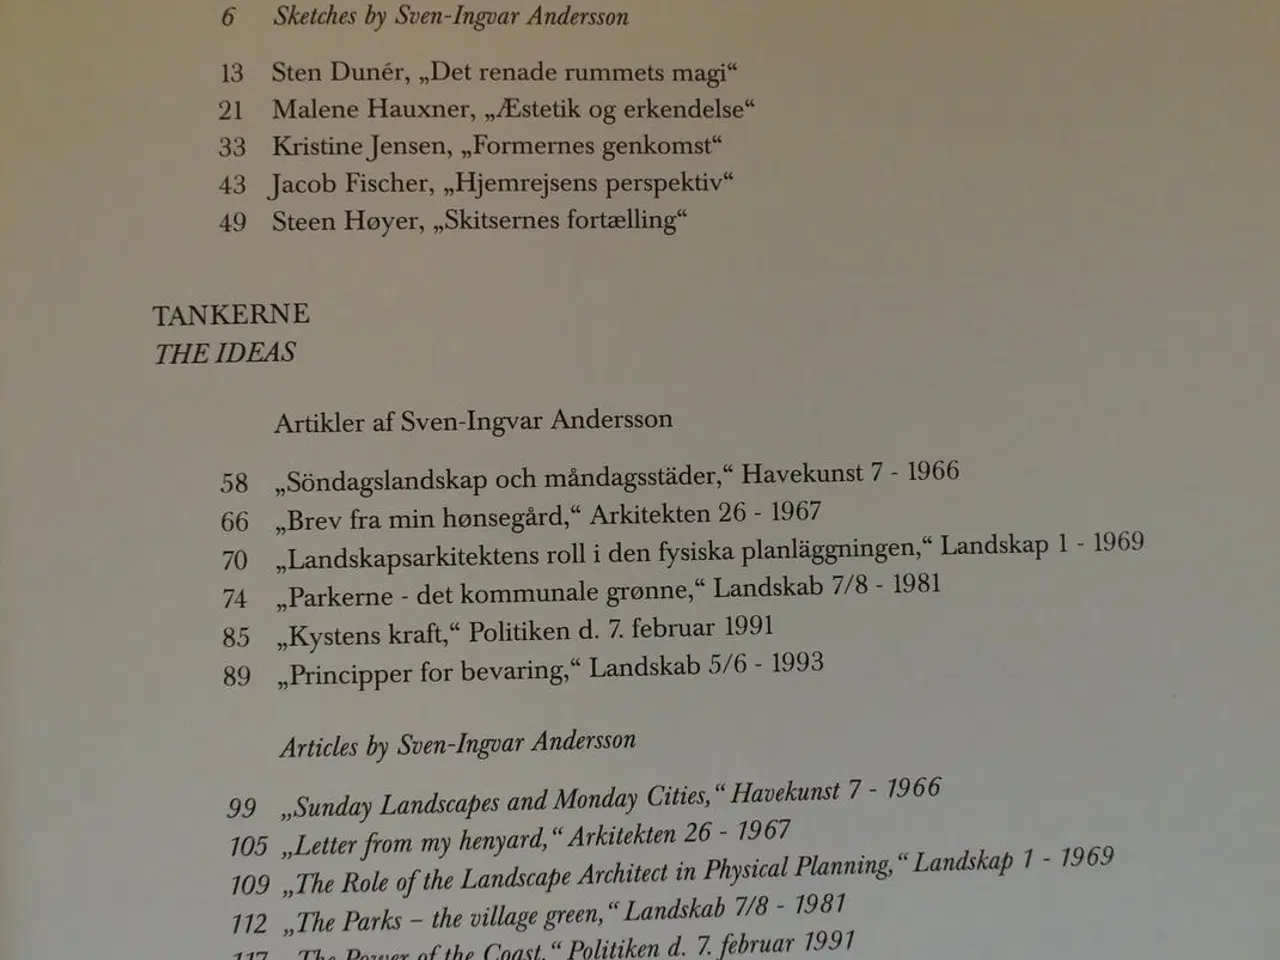 6 Sketches by Sven-Ingvar Andersson
13 Sten Dunér, „Det renade rummets magi“
21 Malene Hauxner, „Æstetik og erkendelse“
33 Kristine Jensen, „Formernes genkomst“
43 Jacob Fischer, „Hjemrejsens perspektiv“
49 Steen Høyer, „Skitsernes fortælling“
TANKERNE
THE IDEAS
Artikler af Sven-Ingvar Andersson
58 „Söndagslandskap och måndagsstäder,“ Havekunst 7 - 1966
66 „Brev fra min hønsegård,“ Arkitekten 26 - 1967
70 „Landskapsarkitektens roll i den fysiska planläggningen,“ Landskap 1 - 1969
74 „Parkerne - det kommunale grønne,“ Landskab 7/8 - 1981
85 „Kystens kraft,“ Politiken d. 7. februar 1991
89 „Principper for bevaring,“ Landskab 5/6 - 1993
Articles by Sven-Ingvar Andersson
99 „Sunday Landscapes and Monday Cities,“ Havekunst 7 - 1966
105 „Letter from my henyard,“ Arkitekten 26 - 1967
109 „The Role of the Landscape Architect in Physical Planning,“ Landskap 1 - 1969
112 „The Parks – the village green,“ Landskab 7/8 - 1981
117 „The Power of the Coast,“ Politiken d. 7. februar 1991